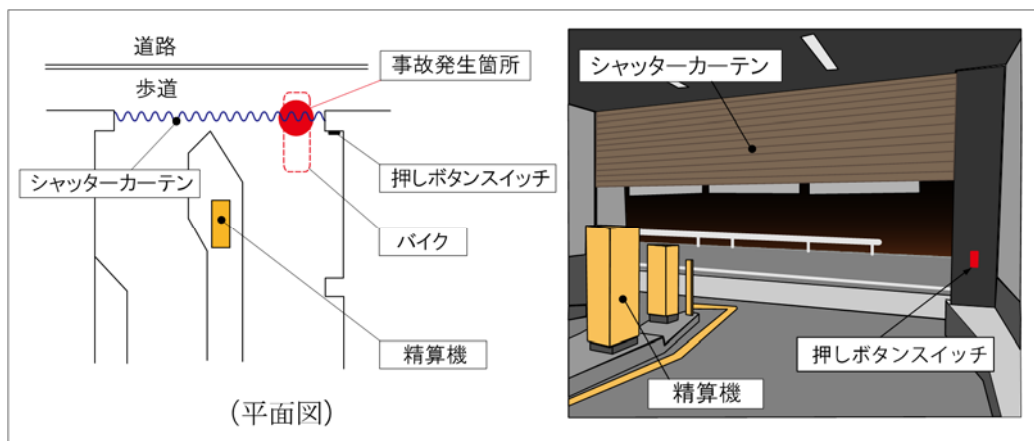 道路
歩道
事故発生箇所
シャッターカーテン
押しボタンスイッチ
バイク
精算機
(平面図)
シャッターカーテン
押しボタンスイッチ
精算機